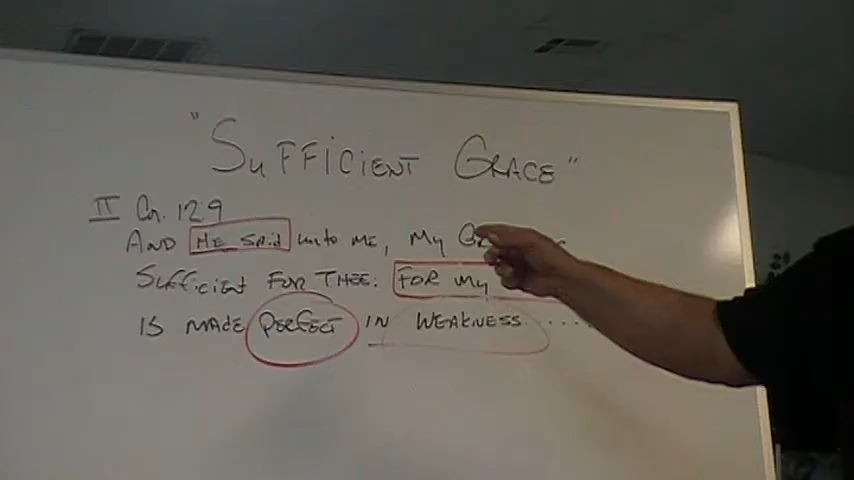 "SUFFICIENT GRACE"
II Cor. 12:9
AND HE SAID unto me, My
SUFFICIENT FOR THEE: FOR MY
IS MADE PERFECT IN WEAKNESS.....